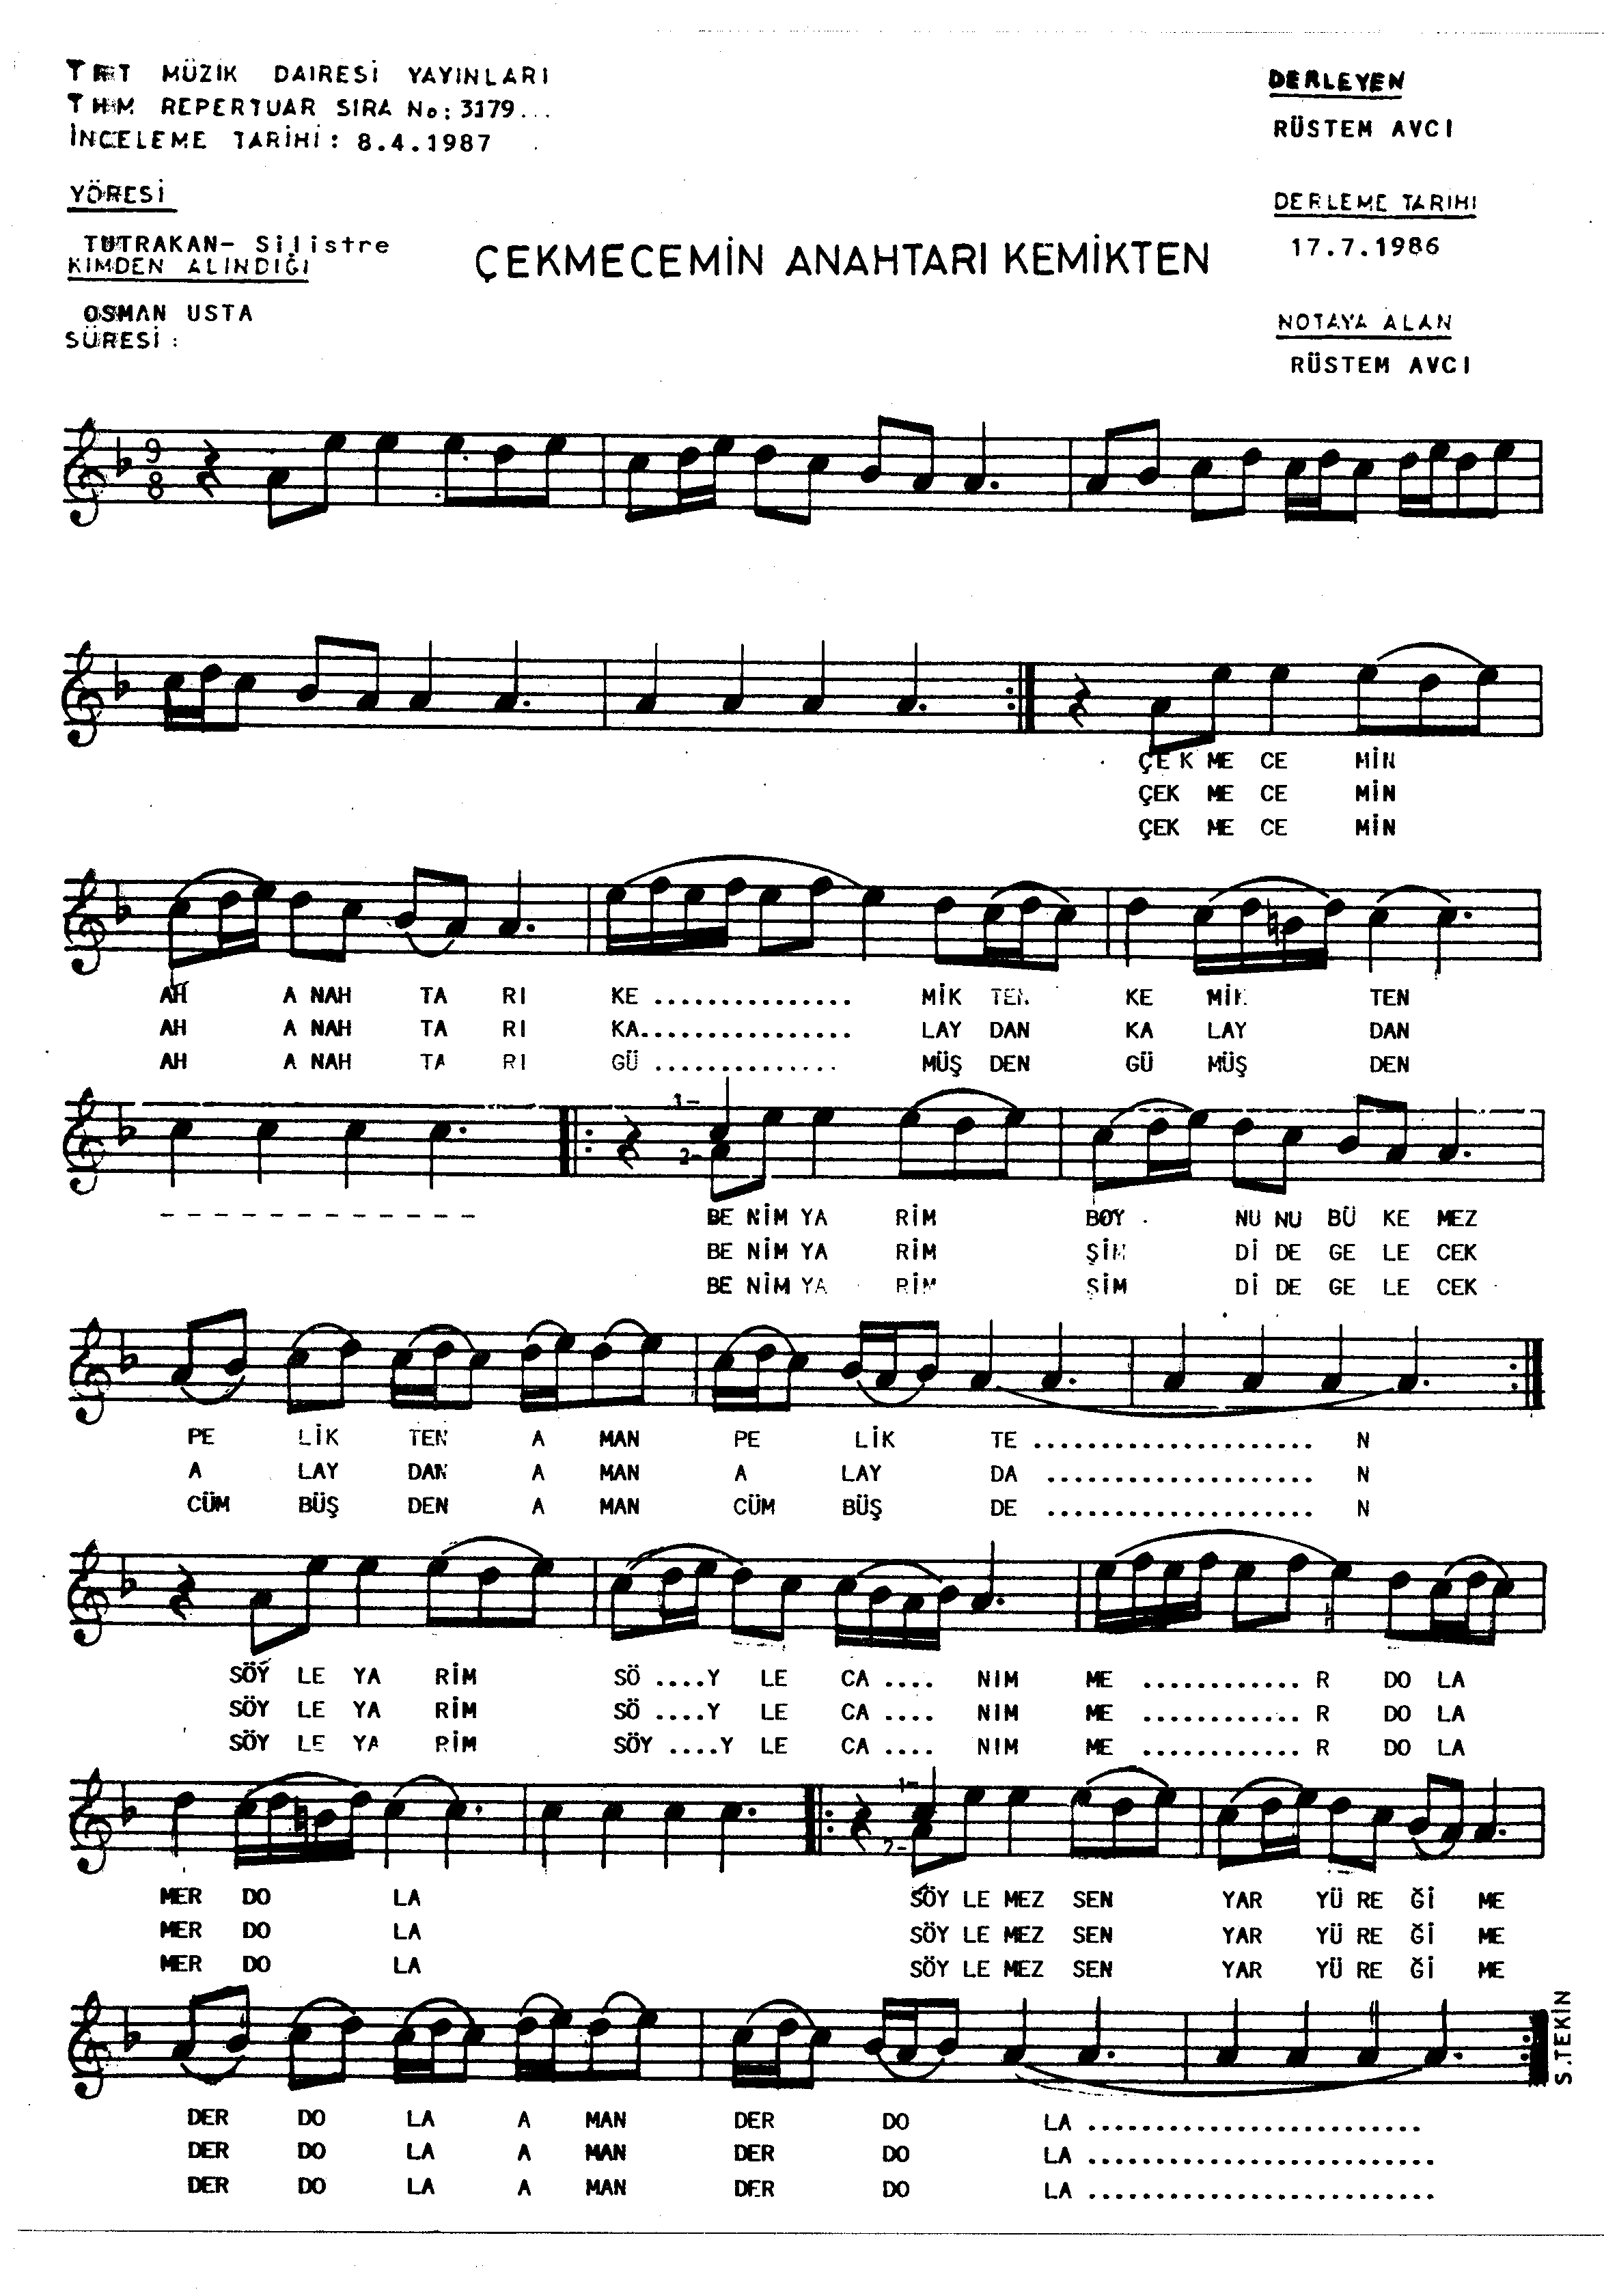 TRT MÜZİK DAİRESİ YAYINLARI
THM REPERTUAR SIRA No: 3179...
İNCELEME TARİHİ: 8.4.1987
YÖRESİ
TUTRAKAN- Silistre
KİMDEN ALINDIĞI
OSMAN USTA
SÜRESİ:
ÇEKMECEMİN ANAHTARI KEMİKTEN
DERLEYEN
RÜSTEM AVCI
DERLEME TARIHI
17.7.1986
NOTAYA ALAN
RÜSTEM AVCI
9
8
ÇEK ME CE MİN
ÇEK ME CE MİN
ÇEK ME CE MİN
AH A NAH TA RI KE ............... MİK TEN KE MİK TEN
AH A NAH TA RI KA................ LAY DAN KA LAY DAN
AH A NAH TA RI GÜ .............. MÜŞ DEN GÜ MÜŞ DEN
1-
2-
- - - - - - - - - - - - BE NİM YA RİM BOY NU NU BÜ KE MEZ
BE NİM YA RİM ŞİM Dİ DE GE LE CEK
BE NİM YA RİM ŞİM Dİ DE GE LE CEK
PE LİK TEN A MAN PE LİK TE ..................... N
A LAY DAN A MAN A LAY DA .................... N
CÜM BÜŞ DEN A MAN CÜM BÜŞ DE .................... N
SÖY LE YA RİM SÖ ....Y LE CA .... NIM ME ............ R DO LA
SÖY LE YA RİM SÖ ....Y LE CA .... NIM ME ............ R DO LA
SÖY LE YA RİM SÖY ....Y LE CA .... NIM ME ............ R DO LA
1-
2-
MER DO LA SÖY LE MEZ SEN YAR YÜ RE Ğİ ME
MER DO LA SÖY LE MEZ SEN YAR YÜ RE Ğİ ME
MER DO LA SÖY LE MEZ SEN YAR YÜ RE Ğİ ME
DER DO LA A MAN DER DO LA .........................
DER DO LA A MAN DER DO LA ..........................
DER DO LA A MAN DER DO LA ..........................
S.TEKİN